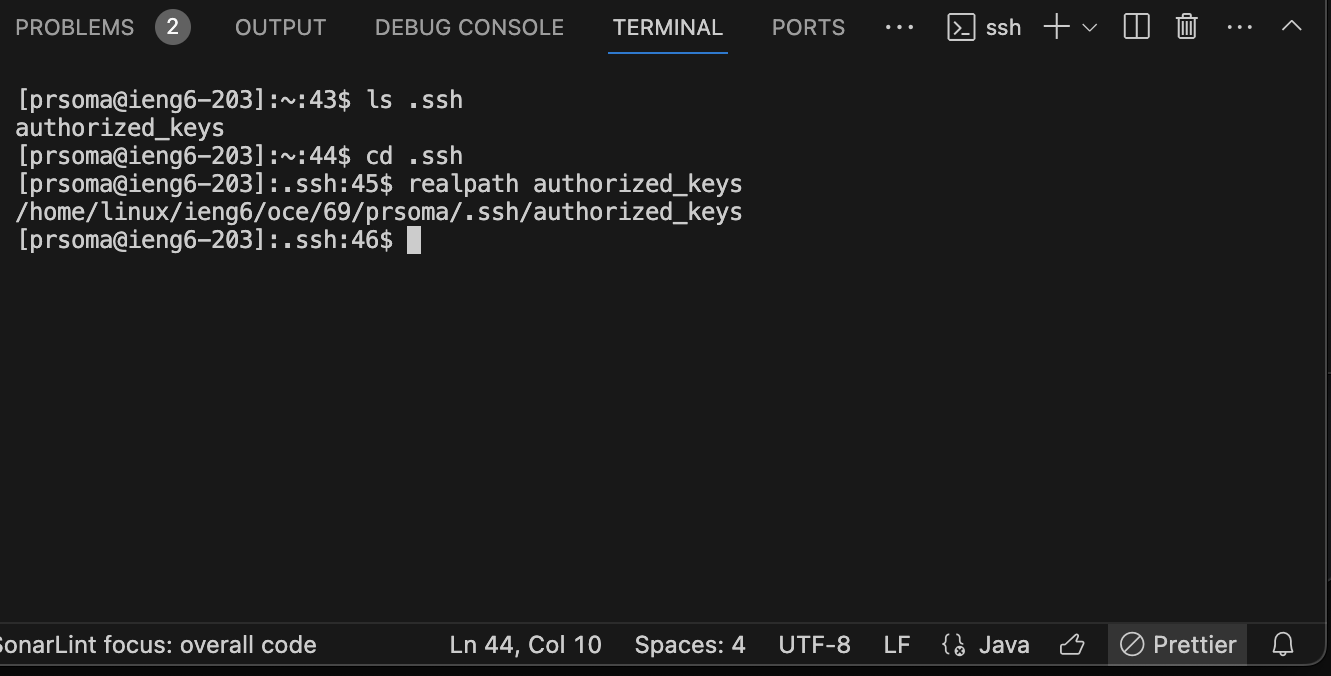 PROBLEMS 2 OUTPUT DEBUG CONSOLE TERMINAL PORTS ··· ssh
[prsoma@ieng6-203]:~:43$ ls .ssh
authorized_keys
[prsoma@ieng6-203]:~:44$ cd .ssh
[prsoma@ieng6-203]:.ssh:45$ realpath authorized_keys
/home/linux/ieng6/oce/69/prsoma/.ssh/authorized_keys
[prsoma@ieng6-203]:.ssh:46$
SonarLint focus: overall code Ln 44, Col 10 Spaces: 4 UTF-8 LF Java Prettier